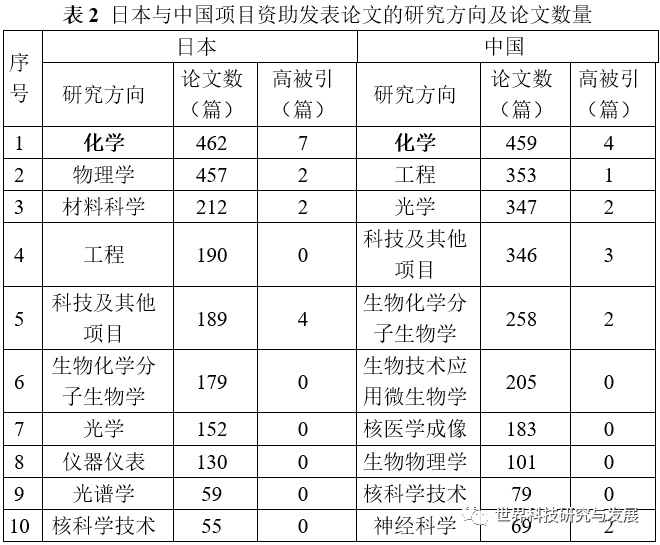 表 2 日本与中国项目资助发表论文的研究方向及论文数量
序号 日本 中国
研究方向 论文数（篇） 高被引（篇） 研究方向 论文数（篇） 高被引（篇）
1 化学 462 7 化学 459 4
2 物理学 457 2 工程 353 1
3 材料科学 212 2 光学 347 2
4 工程 190 0 科技及其他项目 346 3
5 科技及其他项目 189 4 生物化学分子生物学 258 2
6 生物化学分子生物学 179 0 生物技术应用微生物学 205 0
7 光学 152 0 核医学成像 183 0
8 仪器仪表 130 0 生物物理学 101 0
9 光谱学 59 0 核科学技术 79 0
10 核科学技术 55 0 神经科学 69 2
世界科技研究与发展